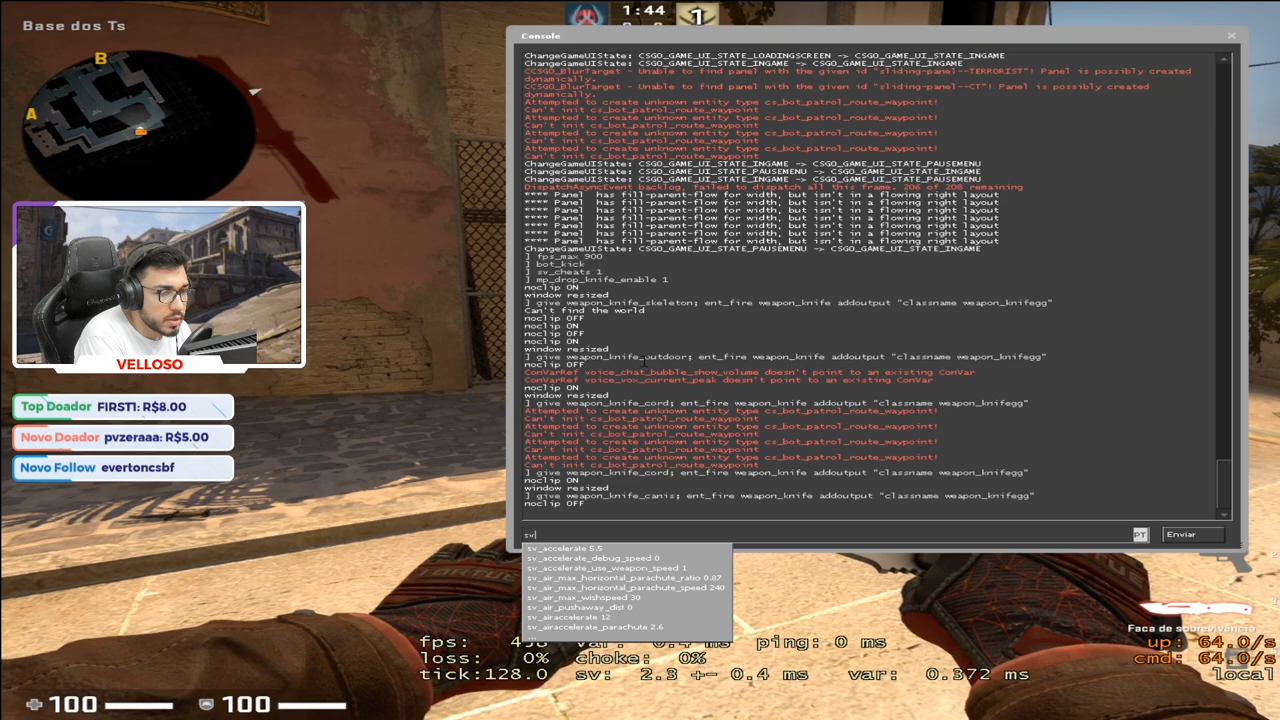 Base dos Ts
1:44
1
B
A
Console
ChangeGameUIState: CSGO_GAME_UI_STATE_LOADINGSCREEN -> CSGO_GAME_UI_STATE_INGAME
ChangeGameUIState: CSGO_GAME_UI_STATE_INGAME -> CSGO_GAME_UI_STATE_INGAME
CCSGO_BlurTarget - Unable to find panel with the given id "sliding-panel--TERRORIST"! Panel is possibly created
dynamically.
CCSGO_BlurTarget - Unable to find panel with the given id "sliding-panel--CT"! Panel is possibly created
dynamically.
Attempted to create unknown entity type cs_bot_patrol_route_waypoint!
Can't init cs_bot_patrol_route_waypoint
Attempted to create unknown entity type cs_bot_patrol_route_waypoint!
Can't init cs_bot_patrol_route_waypoint
Attempted to create unknown entity type cs_bot_patrol_route_waypoint!
Can't init cs_bot_patrol_route_waypoint
Attempted to create unknown entity type cs_bot_patrol_route_waypoint!
Can't init cs_bot_patrol_route_waypoint
ChangeGameUIState: CSGO_GAME_UI_STATE_INGAME -> CSGO_GAME_UI_STATE_PAUSEMENU
ChangeGameUIState: CSGO_GAME_UI_STATE_PAUSEMENU -> CSGO_GAME_UI_STATE_INGAME
ChangeGameUIState: CSGO_GAME_UI_STATE_INGAME -> CSGO_GAME_UI_STATE_PAUSEMENU
DispatchAsyncEvent backlog, failed to dispatch all this frame. 206 of 208 remaining
**** Panel  has fill-parent-flow for width, but isn't in a flowing right layout
**** Panel  has fill-parent-flow for width, but isn't in a flowing right layout
**** Panel  has fill-parent-flow for width, but isn't in a flowing right layout
**** Panel  has fill-parent-flow for width, but isn't in a flowing right layout
**** Panel  has fill-parent-flow for width, but isn't in a flowing right layout
**** Panel  has fill-parent-flow for width, but isn't in a flowing right layout
**** Panel  has fill-parent-flow for width, but isn't in a flowing right layout
ChangeGameUIState: CSGO_GAME_UI_STATE_PAUSEMENU -> CSGO_GAME_UI_STATE_INGAME
] fps_max 900
] bot_kick
] sv_cheats 1
] mp_drop_knife_enable 1
noclip ON
window resized
] give weapon_knife_skeleton; ent_fire weapon_knife addoutput "classname weapon_knifegg"
Can't find the world
noclip OFF
noclip ON
noclip OFF
noclip ON
window resized
] give weapon_knife_outdoor; ent_fire weapon_knife addoutput "classname weapon_knifegg"
noclip OFF
ConVarRef voice_chat_bubble_show_volume doesn't point to an existing ConVar
ConVarRef voice_vox_current_peak doesn't point to an existing ConVar
noclip ON
window resized
] give weapon_knife_cord; ent_fire weapon_knife addoutput "classname weapon_knifegg"
Attempted to create unknown entity type cs_bot_patrol_route_waypoint!
Can't init cs_bot_patrol_route_waypoint
Attempted to create unknown entity type cs_bot_patrol_route_waypoint!
Can't init cs_bot_patrol_route_waypoint
Attempted to create unknown entity type cs_bot_patrol_route_waypoint!
Can't init cs_bot_patrol_route_waypoint
Attempted to create unknown entity type cs_bot_patrol_route_waypoint!
Can't init cs_bot_patrol_route_waypoint
] give weapon_knife_cord; ent_fire weapon_knife addoutput "classname weapon_knifegg"
noclip ON
window resized
] give weapon_knife_canis; ent_fire weapon_knife addoutput "classname weapon_knifegg"
noclip OFF
sv
PT
Enviar
sv_accelerate 5.5
sv_accelerate_debug_speed 0
sv_accelerate_use_weapon_speed 1
sv_air_max_horizontal_parachute_ratio 0.87
sv_air_max_horizontal_parachute_speed 240
sv_air_max_wishspeed 30
sv_air_pushaway_dist 0
sv_airaccelerate 12
sv_airaccelerate_parachute 2.6
...
VELLOSO
Top Doador FIRST1: R$8.00
Novo Doador pvzeraaa: R$5.00
Novo Follow evertoncsbf
Faca de sobrevivência
fps: ms ping: 0 ms
up: 64.0/s
loss: 0% choke: 0%
cmd: 64.0/s
tick:128.0 sv: 2.3 +- 0.4 ms var: 0.372 ms
local
100
100